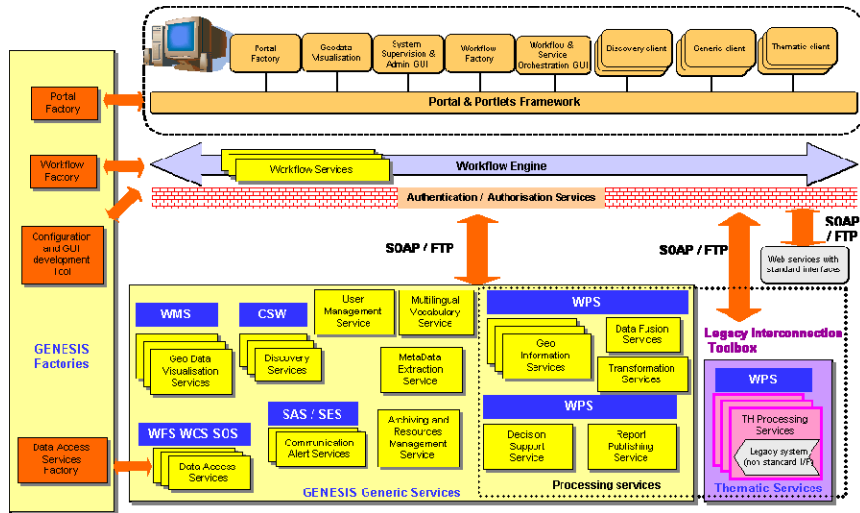 Portal
Factory
Geodata
Visualisation
System
Supervision &
Admin GUI
Workflow
Factory
Workflow &
Service
Orchestration GUI
Discovery client
Generic client
Thematic client
Portal & Portlets Framework
Portal
Factory
Workflow
Factory
Configuration
and GUI
development
Tool
GENESIS
Factories
Data Access
Services
Factory
Workflow Services
Workflow Engine
Authentication / Authorisation Services
SOAP / FTP
SOAP / FTP
SOAP
/ FTP
Web services with
standard interfaces
WMS
Geo Data
Visualisation
Services
CSW
Discovery
Services
User
Management
Service
Multilingual
Vocabulary
Service
MetaData
Extraction
Service
WFS WCS SOS
Data Access
Services
SAS / SES
Communication
Alert Services
Archiving and
Resources
Management
Service
GENESIS Generic Services
WPS
Geo
Information
Services
Data Fusion
Services
Transformation
Services
WPS
Decision
Support
Service
Report
Publishing
Service
Processing services
Legacy Interconnection
Toolbox
WPS
TH Processing
Services
Legacy system
(non standard I/F)
Thematic Services